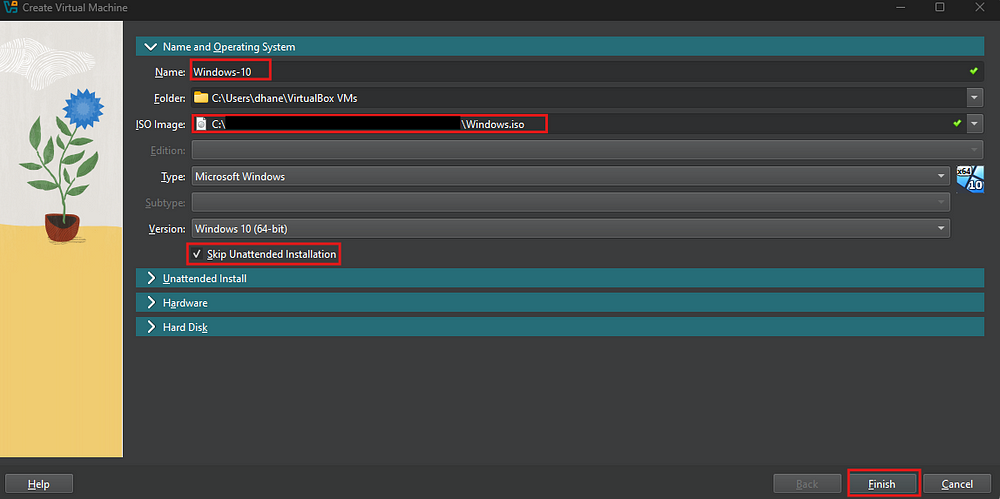 Create Virtual Machine
Name and Operating System
Name: Windows-10
Folder: C:\Users\dhane\VirtualBox VMs
ISO Image: C:\ \Windows.iso
Edition:
Type: Microsoft Windows
x64
10
Subtype:
Version: Windows 10 (64-bit)
Skip Unattended Installation
Unattended Install
Hardware
Hard Disk
Help Back Finish Cancel